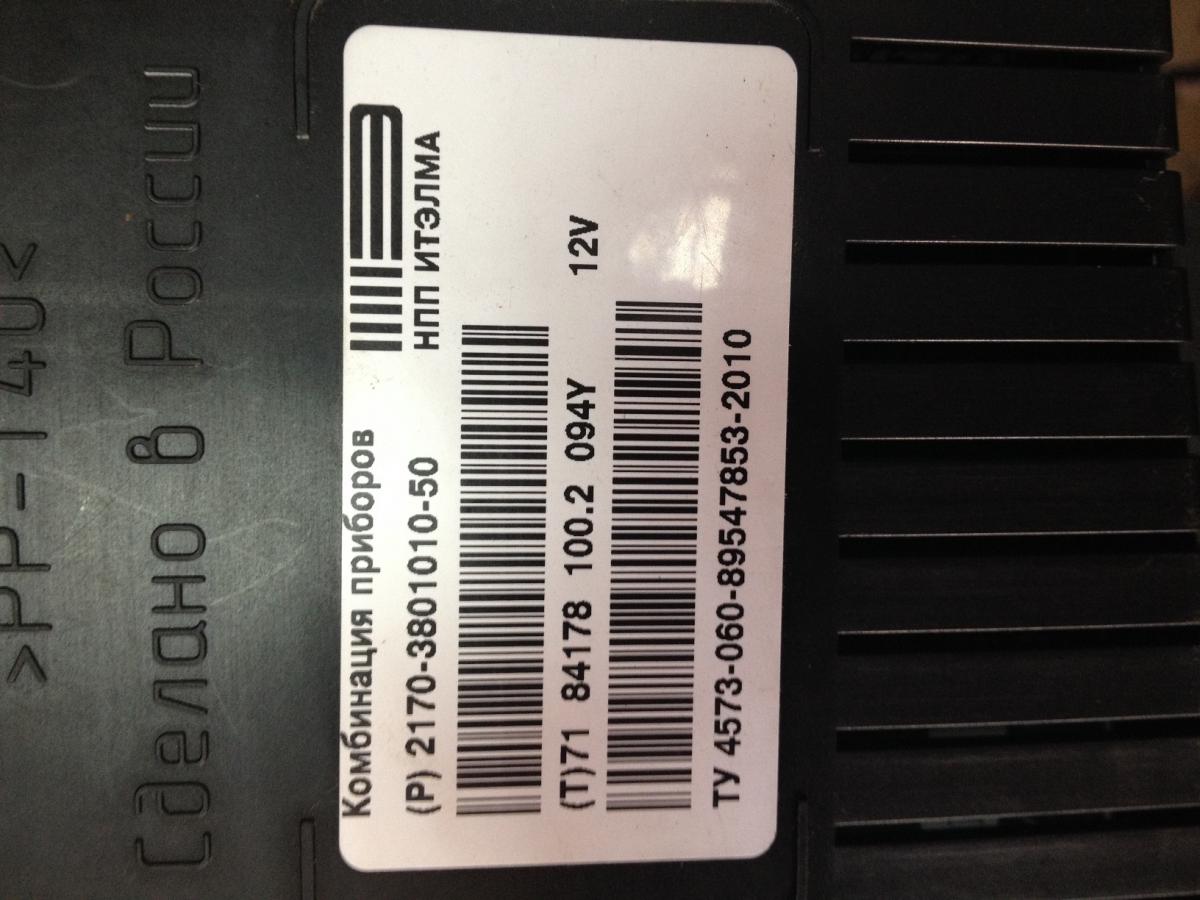 >PP-T40<
Сделано в России
Комбинация приборов
НПП ИТЭЛМА
(P) 2170-3801010-50
(T)71 84178 100.2 094Y 12V
ТУ 4573-060-89547853-2010